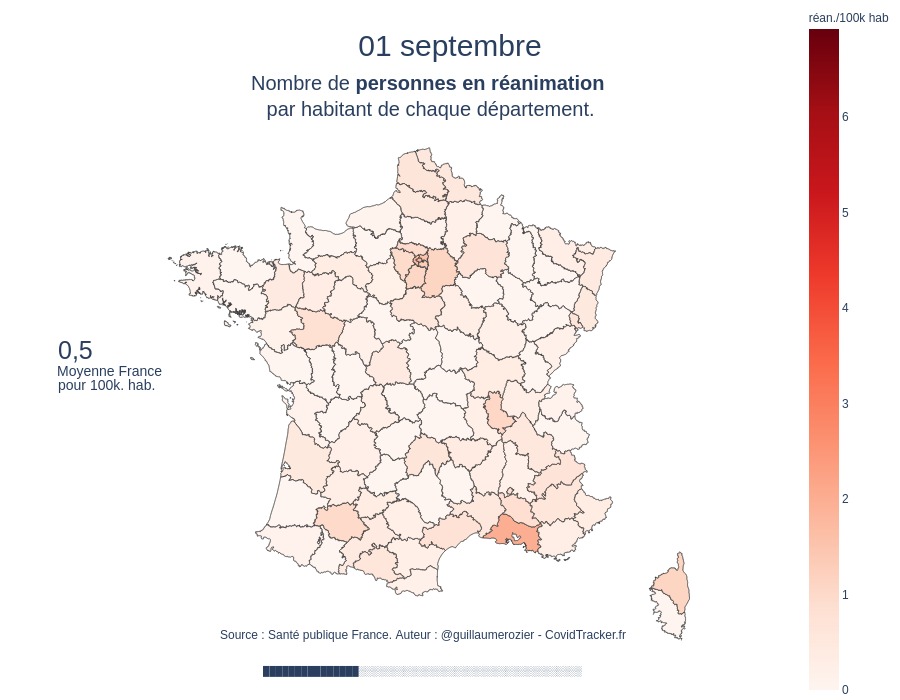 réan./100k hab
01 septembre
Nombre de personnes en réanimation
par habitant de chaque département.
6
5
4
3
2
1
0
0,5
Moyenne France
pour 100k. hab.
Source : Santé publique France. Auteur : @guillaumerozier - CovidTracker.fr